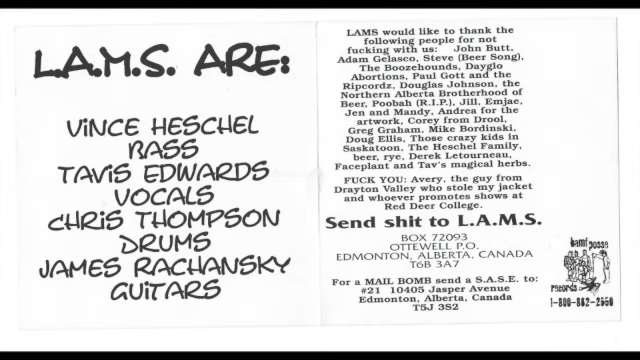 L.A.M.S. ARE:
VINCE HESCHEL
BASS
TAVIS EDWARDS
VOCALS
CHRIS THOMPSON
DRUMS
JAMES RACHANSKY
GUITARS
LAMS would like to thank the
following people for not
fucking with us: John Butt,
Adam Gelasco, Steve (Beer Song),
The Boozehounds, Dayglo
Abortions, Paul Gott and the
Ripcordz, Douglas Johnson, the
Northern Alberta Brotherhood of
Beer, Poobah (R.I.P.), Jill, Emjae,
Jen and Mandy, Andrea for the
artwork, Corey from Drool,
Greg Graham, Mike Bordinski,
Doug Ellis, Those crazy kids in
Saskatoon, The Heschel Family,
beer, rye, Derek Letourneau,
Faceplant and Tav's magical herbs.
FUCK YOU: Avery, the guy from
Drayton Valley who stole my jacket
and whoever promotes shows at
Red Deer College.
Send shit to L.A.M.S.
BOX 72093
OTTEWELL P.O.
EDMONTON, ALBERTA, CANADA
T6B 3A7
For a MAIL BOMB send a S.A.S.E. to:
#21 10405 Jasper Avenue
Edmonton, Alberta, Canada
T5J 3S2
bamf posse
records
1-800-862-2550